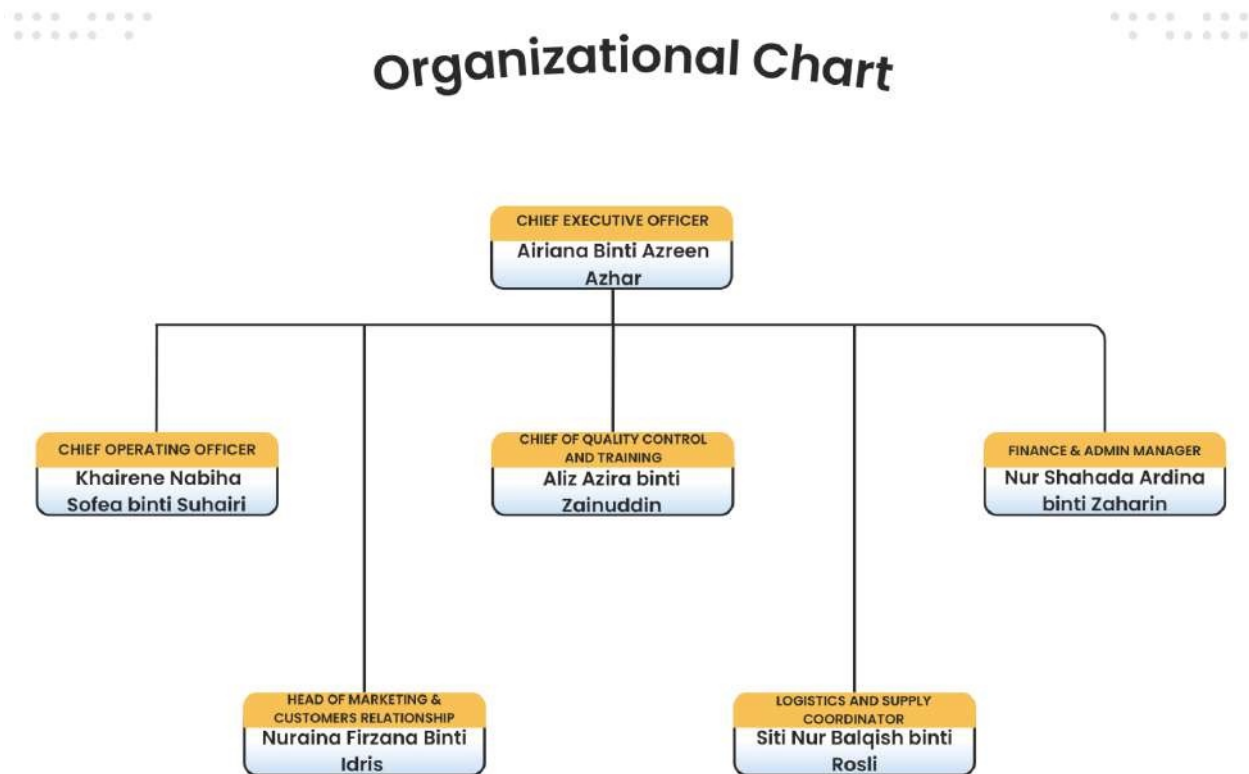 Organizational Chart
CHIEF EXECUTIVE OFFICER
Airiana Binti Azreen
Azhar
CHIEF OPERATING OFFICER
Khairene Nabiha
Sofea binti Suhairi
CHIEF OF QUALITY CONTROL
AND TRAINING
Aliz Azira binti
Zainuddin
FINANCE & ADMIN MANAGER
Nur Shahada Ardina
binti Zaharin
HEAD OF MARKETING &
CUSTOMERS RELATIONSHIP
Nuraina Firzana Binti
Idris
LOGISTICS AND SUPPLY
COORDINATOR
Siti Nur Balqish binti
Rosli